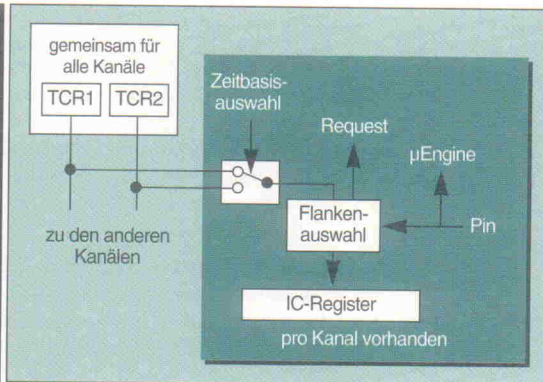 gemeinsam für
alle Kanäle
TCR1
TCR2
zu den anderen
Kanälen
Zeitbasis-
auswahl
Request
µEngine
Flanken-
auswahl
Pin
IC-Register
pro Kanal vorhanden